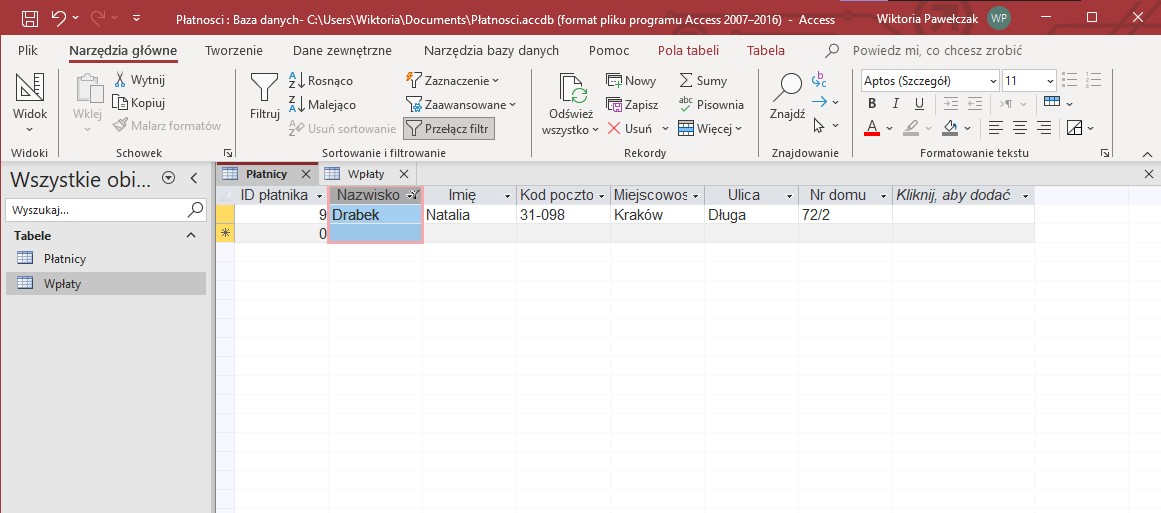 Płatnosci : Baza danych- C:\Users\Wiktoria\Documents\Płatnosci.accdb (format pliku programu Access 2007–2016) - Access
Wiktoria Pawełczak WP
Plik Narzędzia główne Tworzenie Dane zewnętrzne Narzędzia bazy danych Pomoc Pola tabeli Tabela Powiedz mi, co chcesz zrobić
Widok
Widoki
Wklej
Wytnij
Kopiuj
Malarz formatów
Schowek
Filtruj
Rosnąco
Malejąco
Usuń sortowanie
Zaznaczenie
Zaawansowane
Przełącz filtr
Sortowanie i filtrowanie
Odśwież
wszystko
Nowy
Zapisz
Usuń
Sumy
Pisownia
Więcej
Rekordy
Znajdź
Znajdowanie
Aptos (Szczegół) 11
B I U
A
Formatowanie tekstu
Wszystkie obi...
Wyszukaj...
Tabele
Płatnicy
Wpłaty
Płatnicy Wpłaty
ID płatnika Nazwisko Imię Kod poczto Miejscowos Ulica Nr domu Kliknij, aby dodać
9 Drabek Natalia 31-098 Kraków Długa 72/2
* 0